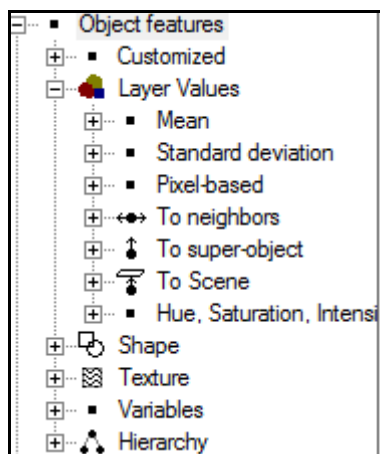 Object features
Customized
Layer Values
Mean
Standard deviation
Pixel-based
To neighbors
To super-object
To Scene
Hue, Saturation, Intensi
Shape
Texture
Variables
Hierarchy